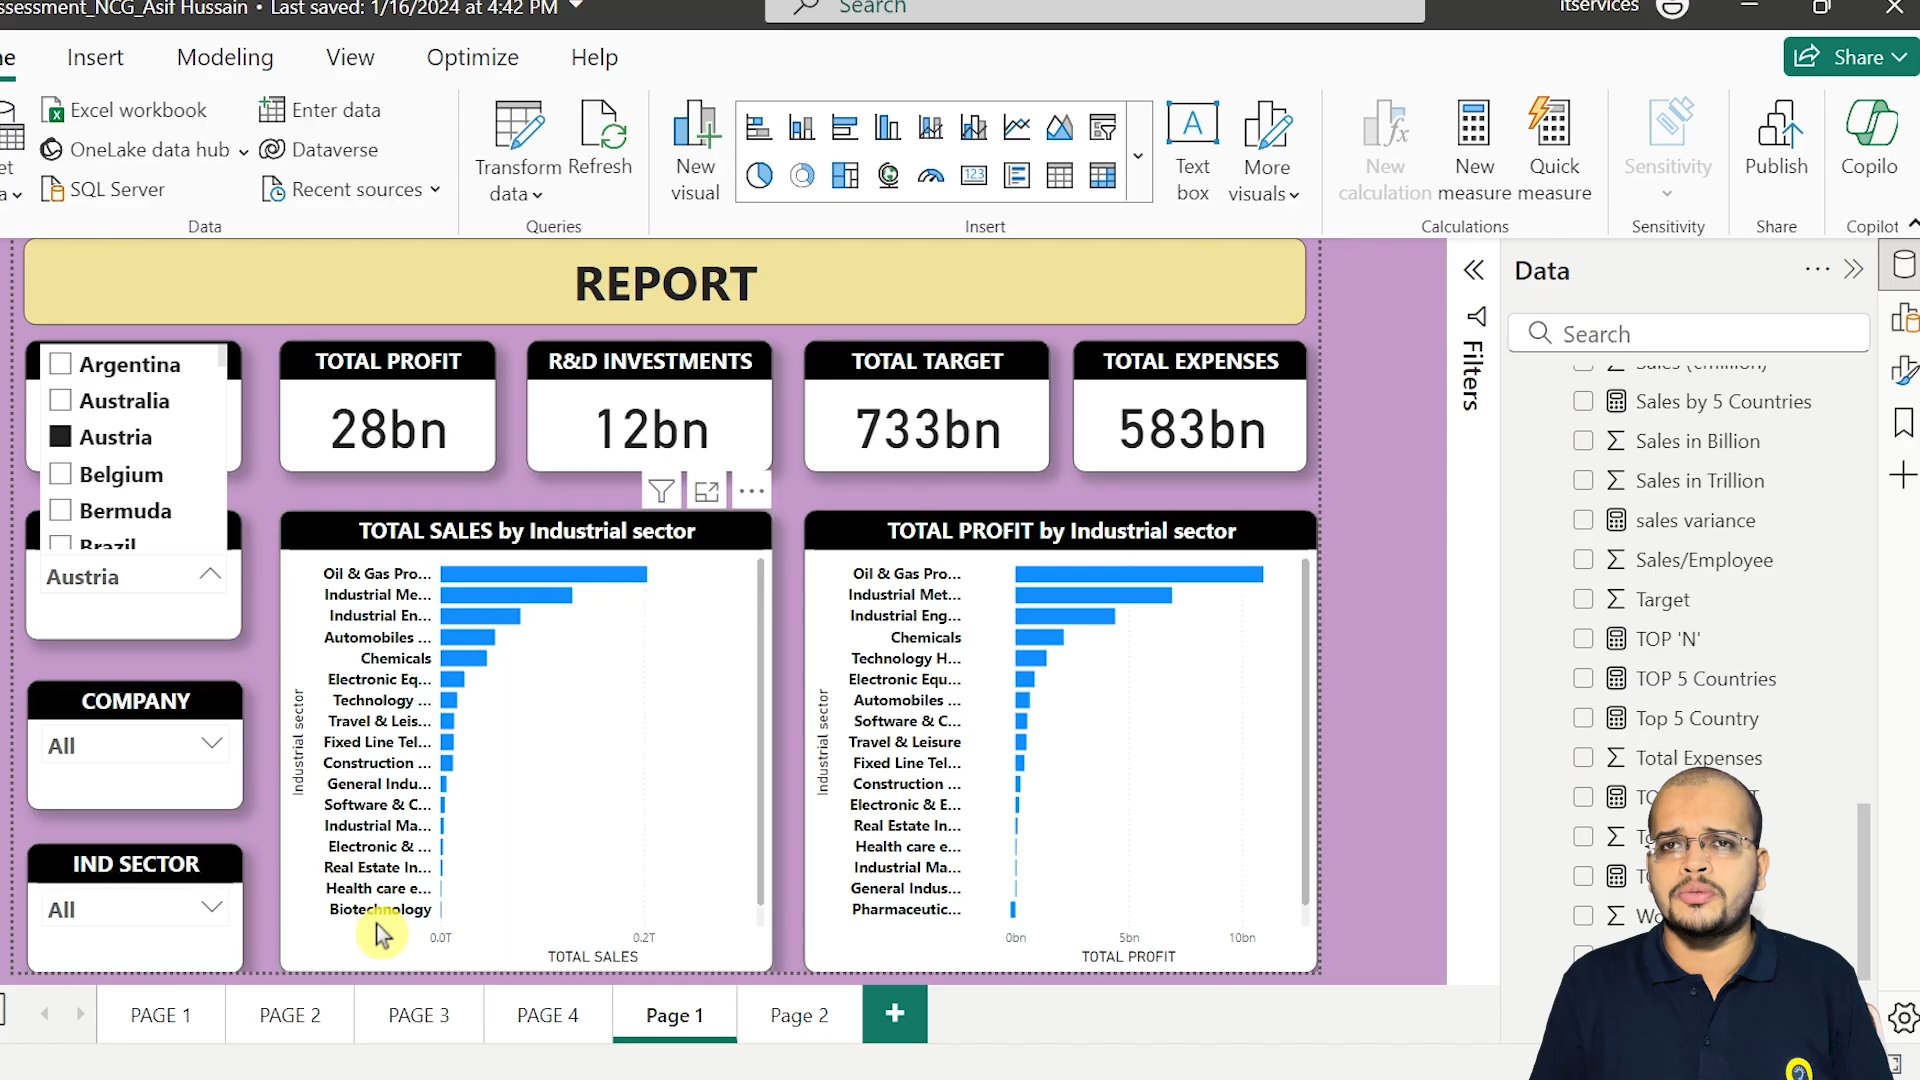 ssessment_NCG_Asif Hussain • Last saved: 1/16/2024 at 4:42 PM
Search
itservices
Insert
Modeling
View
Optimize
Help
Share
Excel workbook
OneLake data hub
SQL Server
Enter data
Dataverse
Recent sources
Data
Transform data
Refresh
Queries
New visual
123
A
Text box
More visuals
Insert
fx
New calculation
New measure
Quick measure
Calculations
Sensitivity
Sensitivity
Publish
Share
Copilo
Copilot
REPORT
Argentina
Australia
Austria
Belgium
Bermuda
Brazil
Austria
TOTAL PROFIT
28bn
R&D INVESTMENTS
12bn
TOTAL TARGET
733bn
TOTAL EXPENSES
583bn
COMPANY
All
IND SECTOR
All
TOTAL SALES by Industrial sector
Industrial sector
Oil & Gas Pro...
Industrial Me...
Industrial En...
Automobiles ...
Chemicals
Electronic Eq...
Technology ...
Travel & Leis...
Fixed Line Tel...
Construction ...
General Indu...
Software & C...
Industrial Ma...
Electronic & ...
Real Estate In...
Health care e...
Biotechnology
0.0T
0.2T
TOTAL SALES
TOTAL PROFIT by Industrial sector
Industrial sector
Oil & Gas Pro...
Industrial Met...
Industrial Eng...
Chemicals
Technology H...
Electronic Equ...
Automobiles ...
Software & C...
Travel & Leisure
Fixed Line Tel...
Construction ...
Electronic & E...
Real Estate In...
Health care e...
Industrial Ma...
General Indus...
Pharmaceutic...
0bn
5bn
10bn
TOTAL PROFIT
Filters
Data
Search
Sales by 5 Countries
Sales in Billion
Sales in Trillion
sales variance
Sales/Employee
Target
TOP 'N'
TOP 5 Countries
Top 5 Country
Total Expenses
PAGE 1
PAGE 2
PAGE 3
PAGE 4
Page 1
Page 2